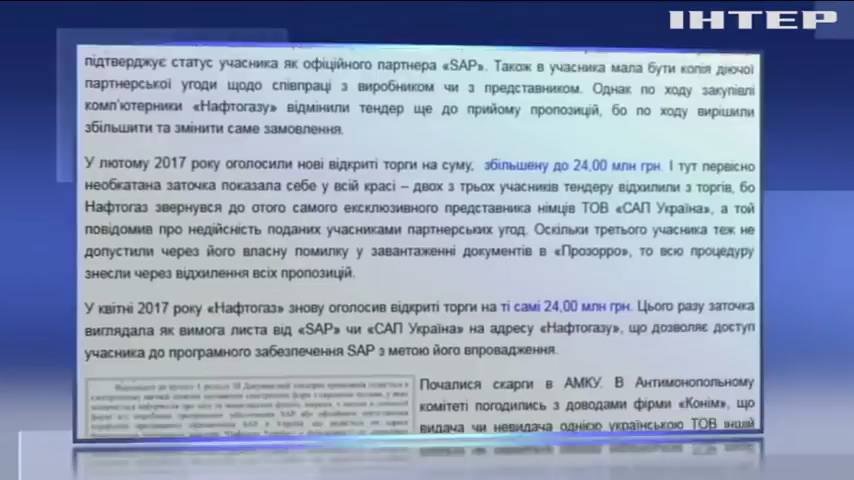 ІНТЕР
підтверджує статус учасника як офіційного партнера «SAP». Також в учасника мала бути копія діючої
партнерської угоди щодо співпраці з виробником чи з представником. Однак по ходу закупівлі
комп'ютерники «Нафтогазу» відмінили тендер ще до прийому пропозицій, бо по ходу вирішили
збільшити та змінити саме замовлення.
У лютому 2017 року оголосили нові відкриті торги на суму, збільшену до 24,00 млн грн. І тут первісно
необкатана заточка показала себе у всій красі – двох з трьох учасників тендеру відхилили з торгів, бо
Нафтогаз звернувся до отого самого ексклюзивного представника німців ТОВ «САП Україна», а той
повідомив про недійсність поданих учасниками партнерських угод. Оскільки третього учасника теж не
допустили через його власну помилку у завантаженні документів в «Прозорро», то всю процедуру
знесли через відхилення всіх пропозицій.
У квітні 2017 року «Нафтогаз» знову оголосив відкриті торги на ті самі 24,00 млн грн. Цього разу заточка
виглядала як вимога листа від «SAP» чи «САП Україна» на адресу «Нафтогазу», що дозволяє доступ
учасника до програмного забезпечення SAP з метою його впровадження.
Почалися скарги в АМКУ. В Антимонопольному
комітеті погодились з доводами фірми «Конім», що
видача чи невидача однією українською ТОВ іншій